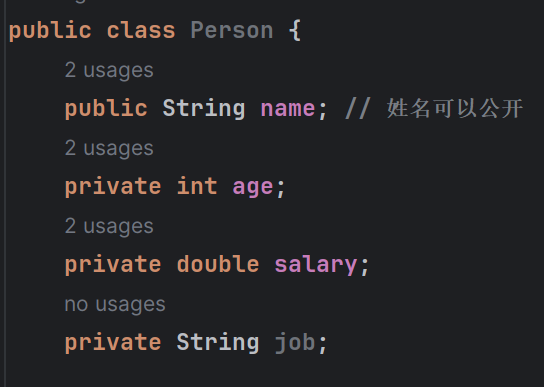 public class Person {
2 usages
public String name; // 姓名可以公开
2 usages
private int age;
2 usages
private double salary;
no usages
private String job;